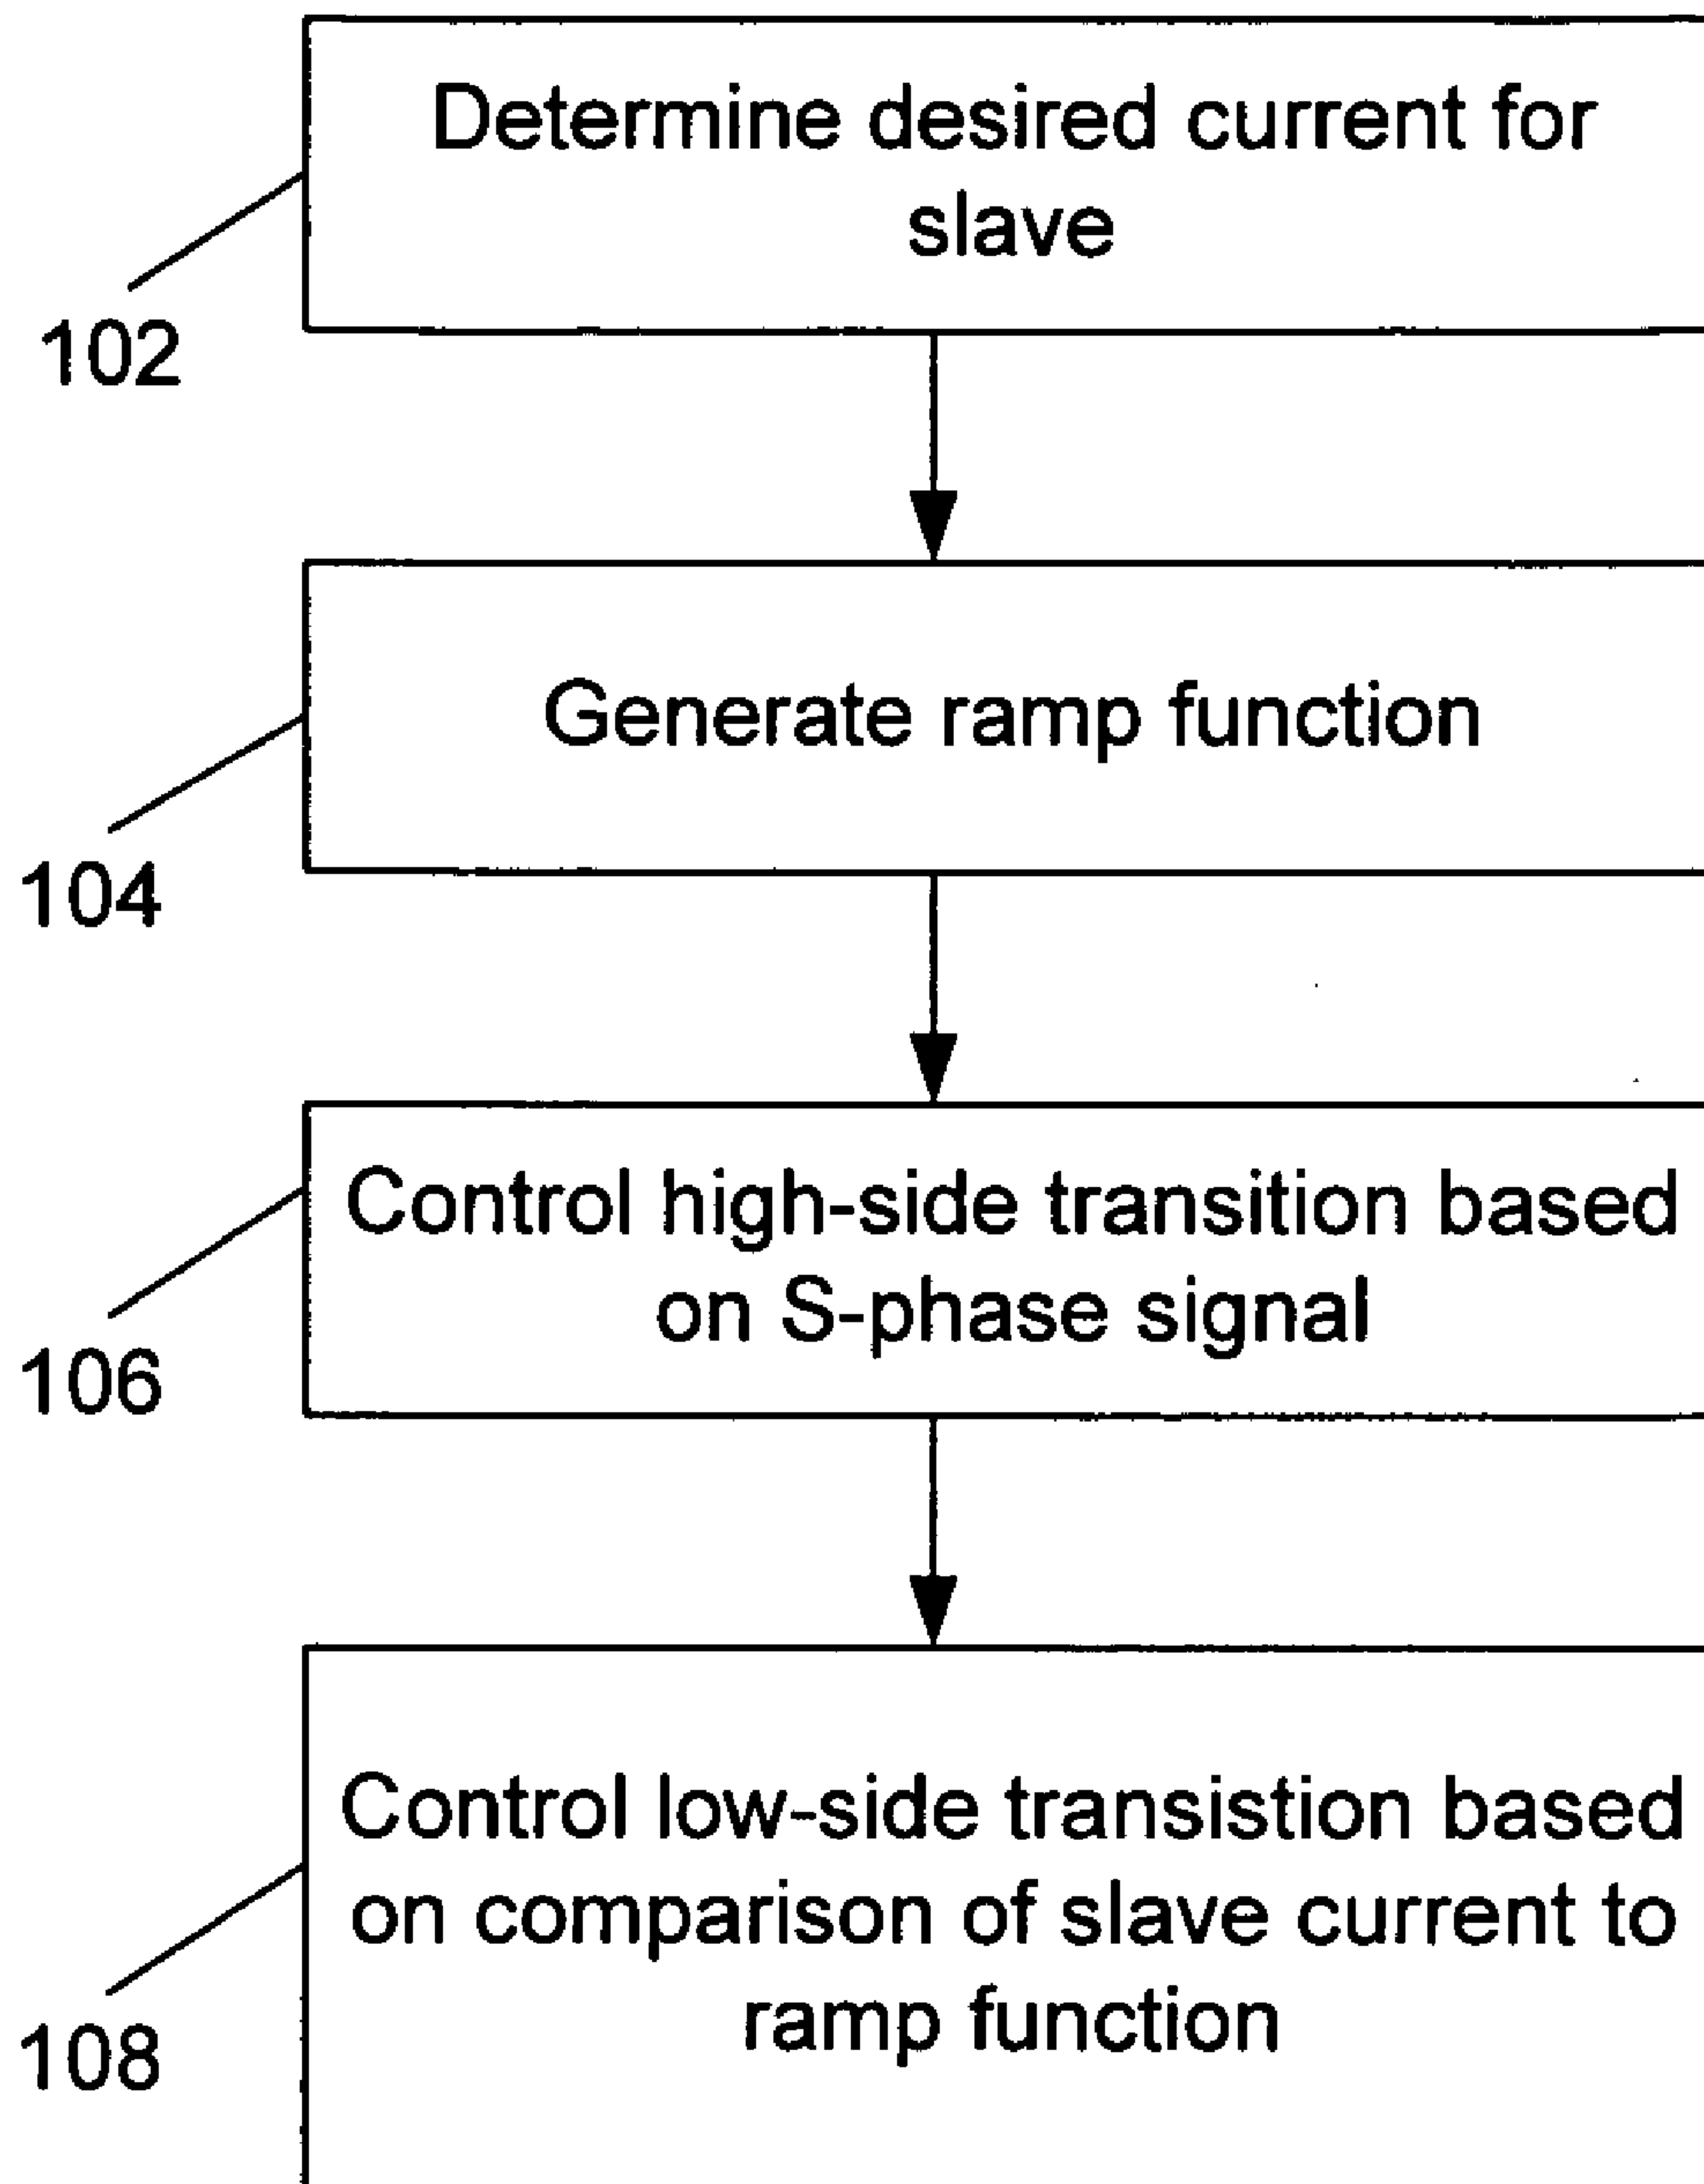 Determine desired current for
slave
102
Generate ramp function
104
Control high-side transition based
on S-phase signal
106
Control low-side transistion based
on comparison of slave current to
ramp function
108